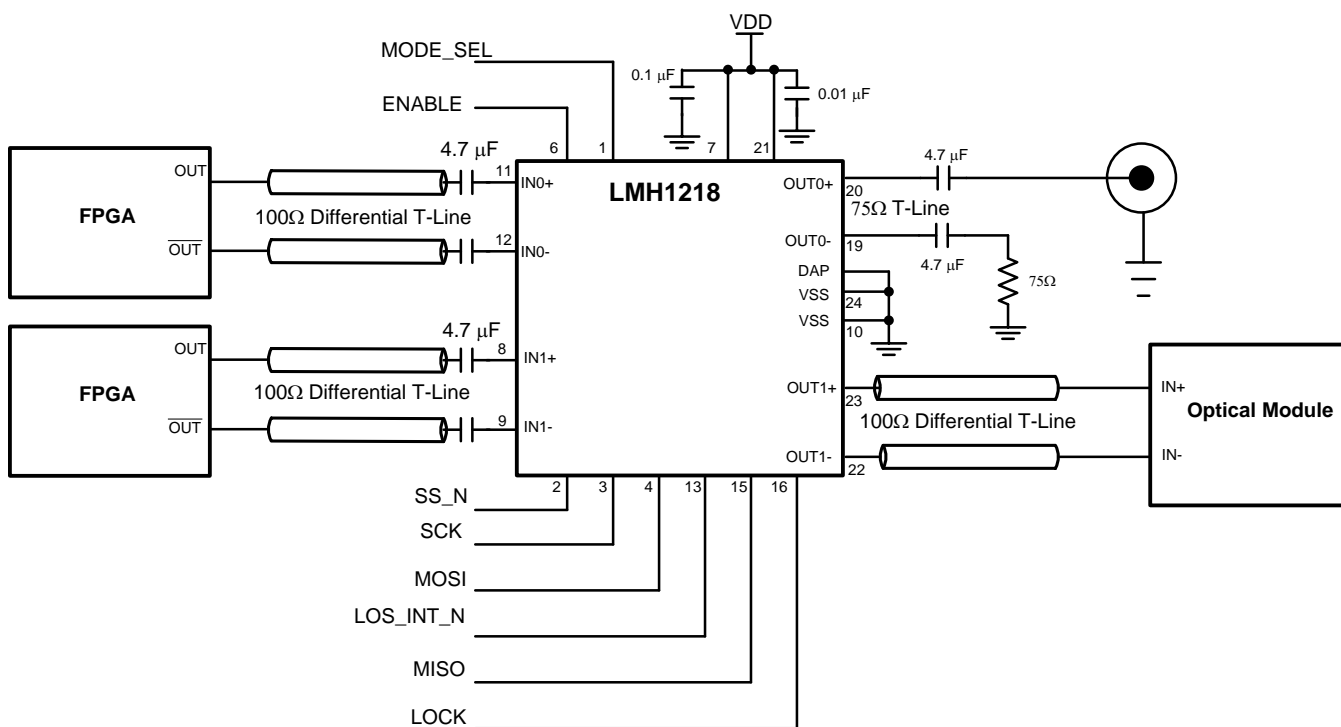 VDD
MODE_SEL
0.1 μF
0.01 μF
ENABLE
6
1
7
21
4.7 μF
4.7 μF
OUT
11
IN0+
LMH1218
OUT0+
20
FPGA
100Ω Differential T-Line
75Ω T-Line
OUT
12
IN0-
OUT0-
19
4.7 μF
DAP
75Ω
VSS
24
VSS
10
4.7 μF
OUT
8
IN1+
OUT1+
23
IN+
FPGA
100Ω Differential T-Line
100Ω Differential T-Line
Optical Module
OUT
9
IN1-
OUT1-
22
IN-
2
3
4
13
15
16
SS_N
SCK
MOSI
LOS_INT_N
MISO
LOCK